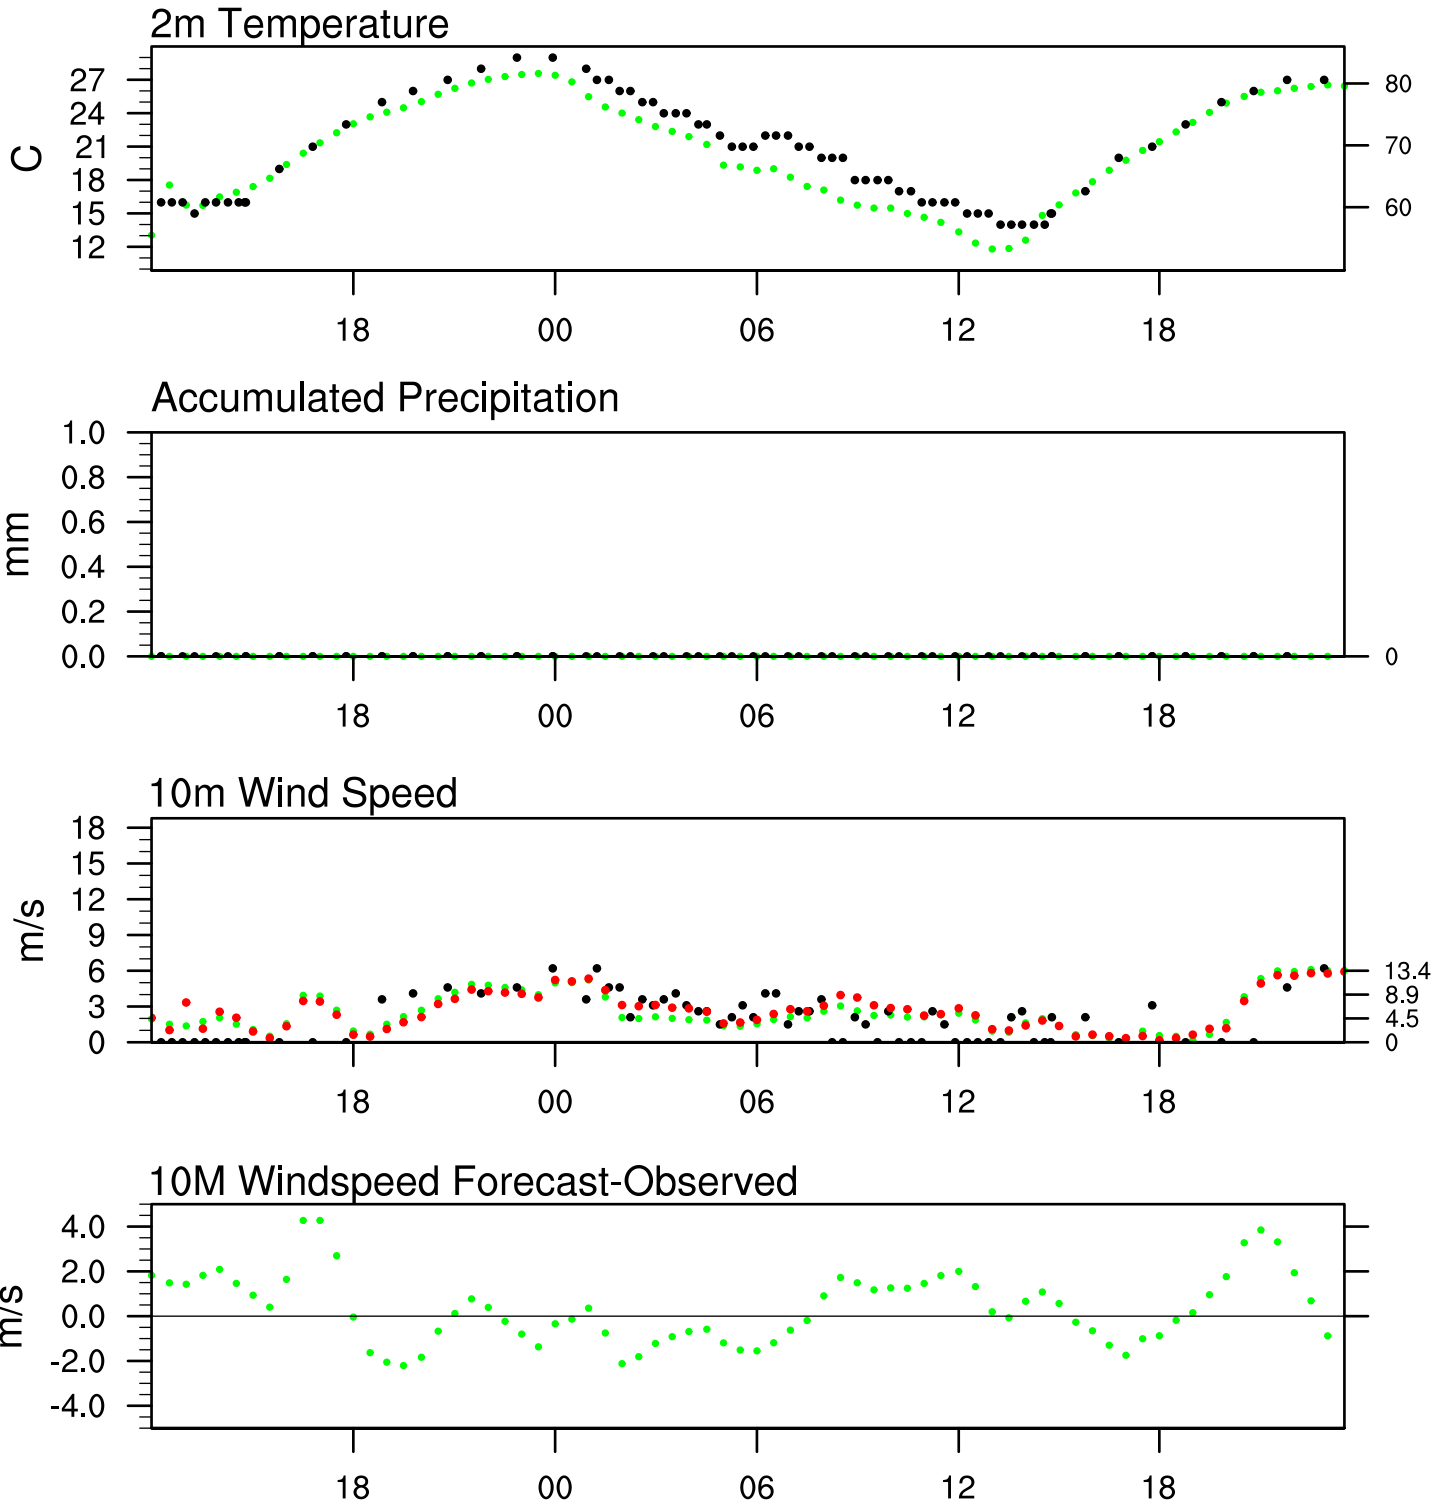 2m Temperature
C
27
24
21
18
15
12
80
70
60
18 00 06 12 18
Accumulated Precipitation
mm
1.0
0.8
0.6
0.4
0.2
0.0
0
18 00 06 12 18
10m Wind Speed
m/s
18
15
12
9
6
3
0
13.4
8.9
4.5
0
18 00 06 12 18
10M Windspeed Forecast-Observed
m/s
4.0
2.0
0.0
-2.0
-4.0
18 00 06 12 18